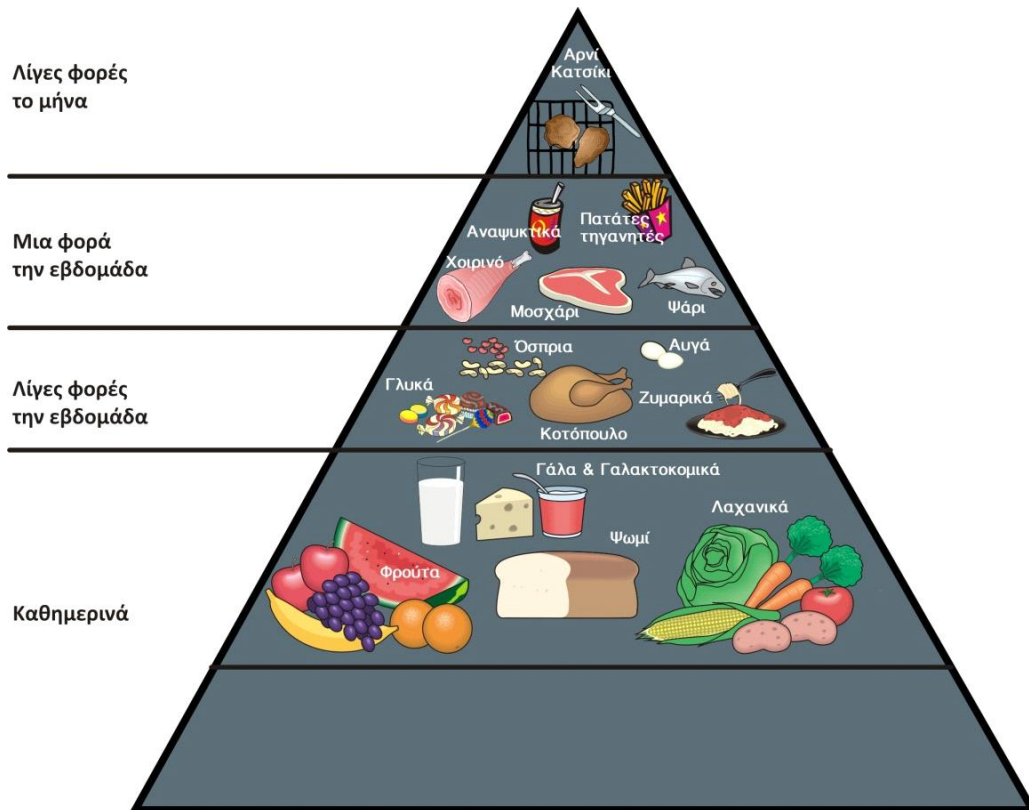 Λίγες φορές
το μήνα
Αρνί
Κατσίκι
Μια φορά
την εβδομάδα
Αναψυκτικά
Πατάτες
τηγανητές
Χοιρινό
Μοσχάρι
Ψάρι
Λίγες φορές
την εβδομάδα
Όσπρια
Αυγά
Γλυκά
Ζυμαρικά
Κοτόπουλο
Καθημερινά
Γάλα & Γαλακτοκομικά
Λαχανικά
Ψωμί
Φρούτα